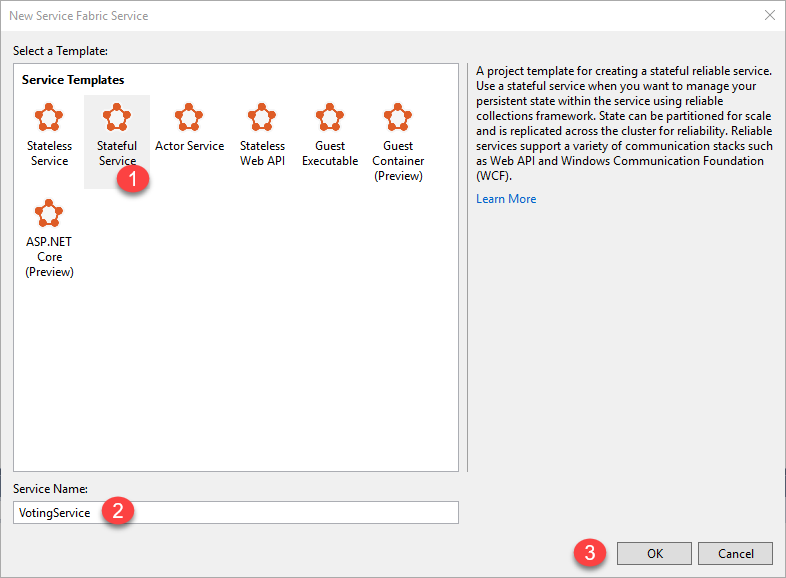 New Service Fabric Service
Select a Template:
Service Templates
Stateless
Service
Stateful
Service
1
Actor Service
Stateless
Web API
Guest
Executable
Guest
Container
(Preview)
ASP.NET
Core
(Preview)
A project template for creating a stateful reliable service.
Use a stateful service when you want to manage your
persistent state within the service using reliable
collections framework. State can be partitioned for scale
and is replicated across the cluster for reliability. Reliable
services support a variety of communication stacks such
as Web API and Windows Communication Foundation
(WCF).
Learn More
Service Name:
VotingService 2
3 OK Cancel